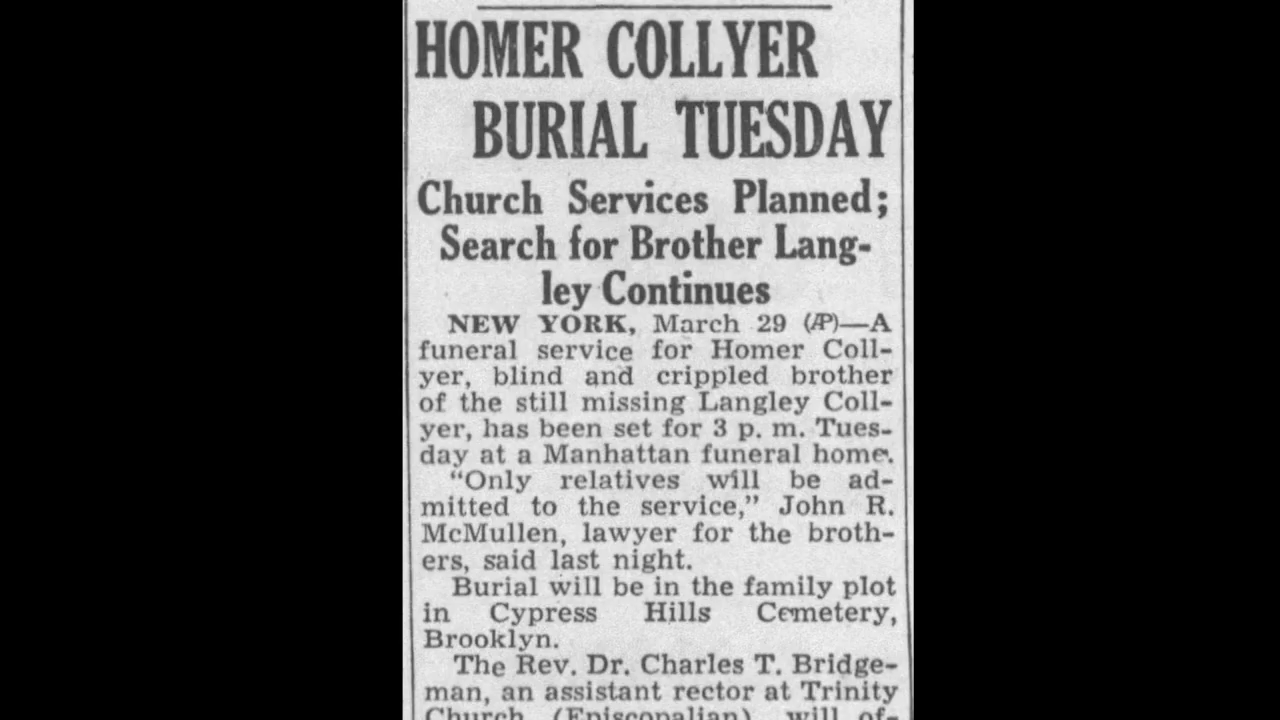 HOMER COLLYER
BURIAL TUESDAY
Church Services Planned;
Search for Brother Lang-
ley Continues
NEW YORK, March 29 (AP)—A
funeral service for Homer Coll-
yer, blind and crippled brother
of the still missing Langley Coll-
yer, has been set for 3 p. m. Tues-
day at a Manhattan funeral home.
"Only relatives will be ad-
mitted to the service," John R.
McMullen, lawyer for the broth-
ers, said last night.
Burial will be in the family plot
in Cypress Hills Cemetery,
Brooklyn.
The Rev. Dr. Charles T. Bridge-
man, an assistant rector at Trinity
Church (Episcopalian) will of-